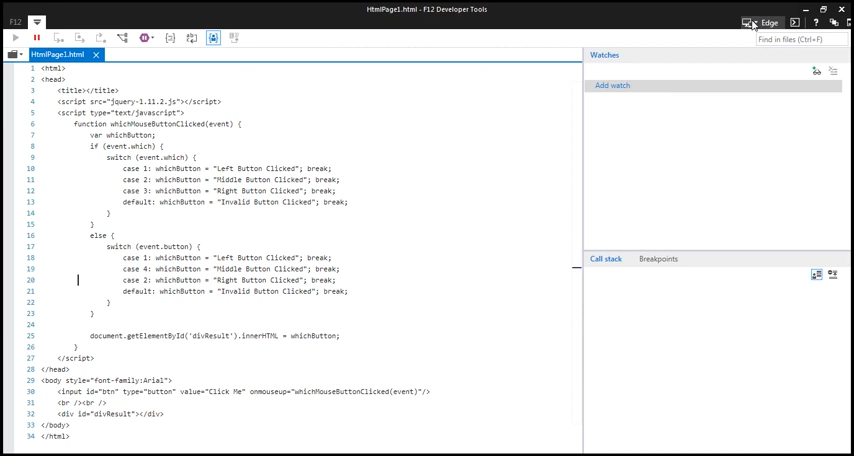 HtmlPage1.html - F12 Developer Tools
F12
Edge
?
Find in files (Ctrl+F)
HtmlPage1.html
Watches
Add watch
Call stack
Breakpoints
1 <html>
2 <head>
3 <title></title>
4 <script src="jquery-1.11.2.js"></script>
5 <script type="text/javascript">
6 function whichMouseButtonClicked(event) {
7 var whichButton;
8 if (event.which) {
9 switch (event.which) {
10 case 1: whichButton = "Left Button Clicked"; break;
11 case 2: whichButton = "Middle Button Clicked"; break;
12 case 3: whichButton = "Right Button Clicked"; break;
13 default: whichButton = "Invalid Button Clicked"; break;
14 }
15 }
16 else {
17 switch (event.button) {
18 case 1: whichButton = "Left Button Clicked"; break;
19 case 4: whichButton = "Middle Button Clicked"; break;
20 case 2: whichButton = "Right Button Clicked"; break;
21 default: whichButton = "Invalid Button Clicked"; break;
22 }
23 }
24
25 document.getElementById('divResult').innerHTML = whichButton;
26 }
27 </script>
28 </head>
29 <body style="font-family:Arial">
30 <input id="btn" type="button" value="Click Me" onmouseup="whichMouseButtonClicked(event)"/>
31 <br /><br />
32 <div id="divResult"></div>
33 </body>
34 </html>